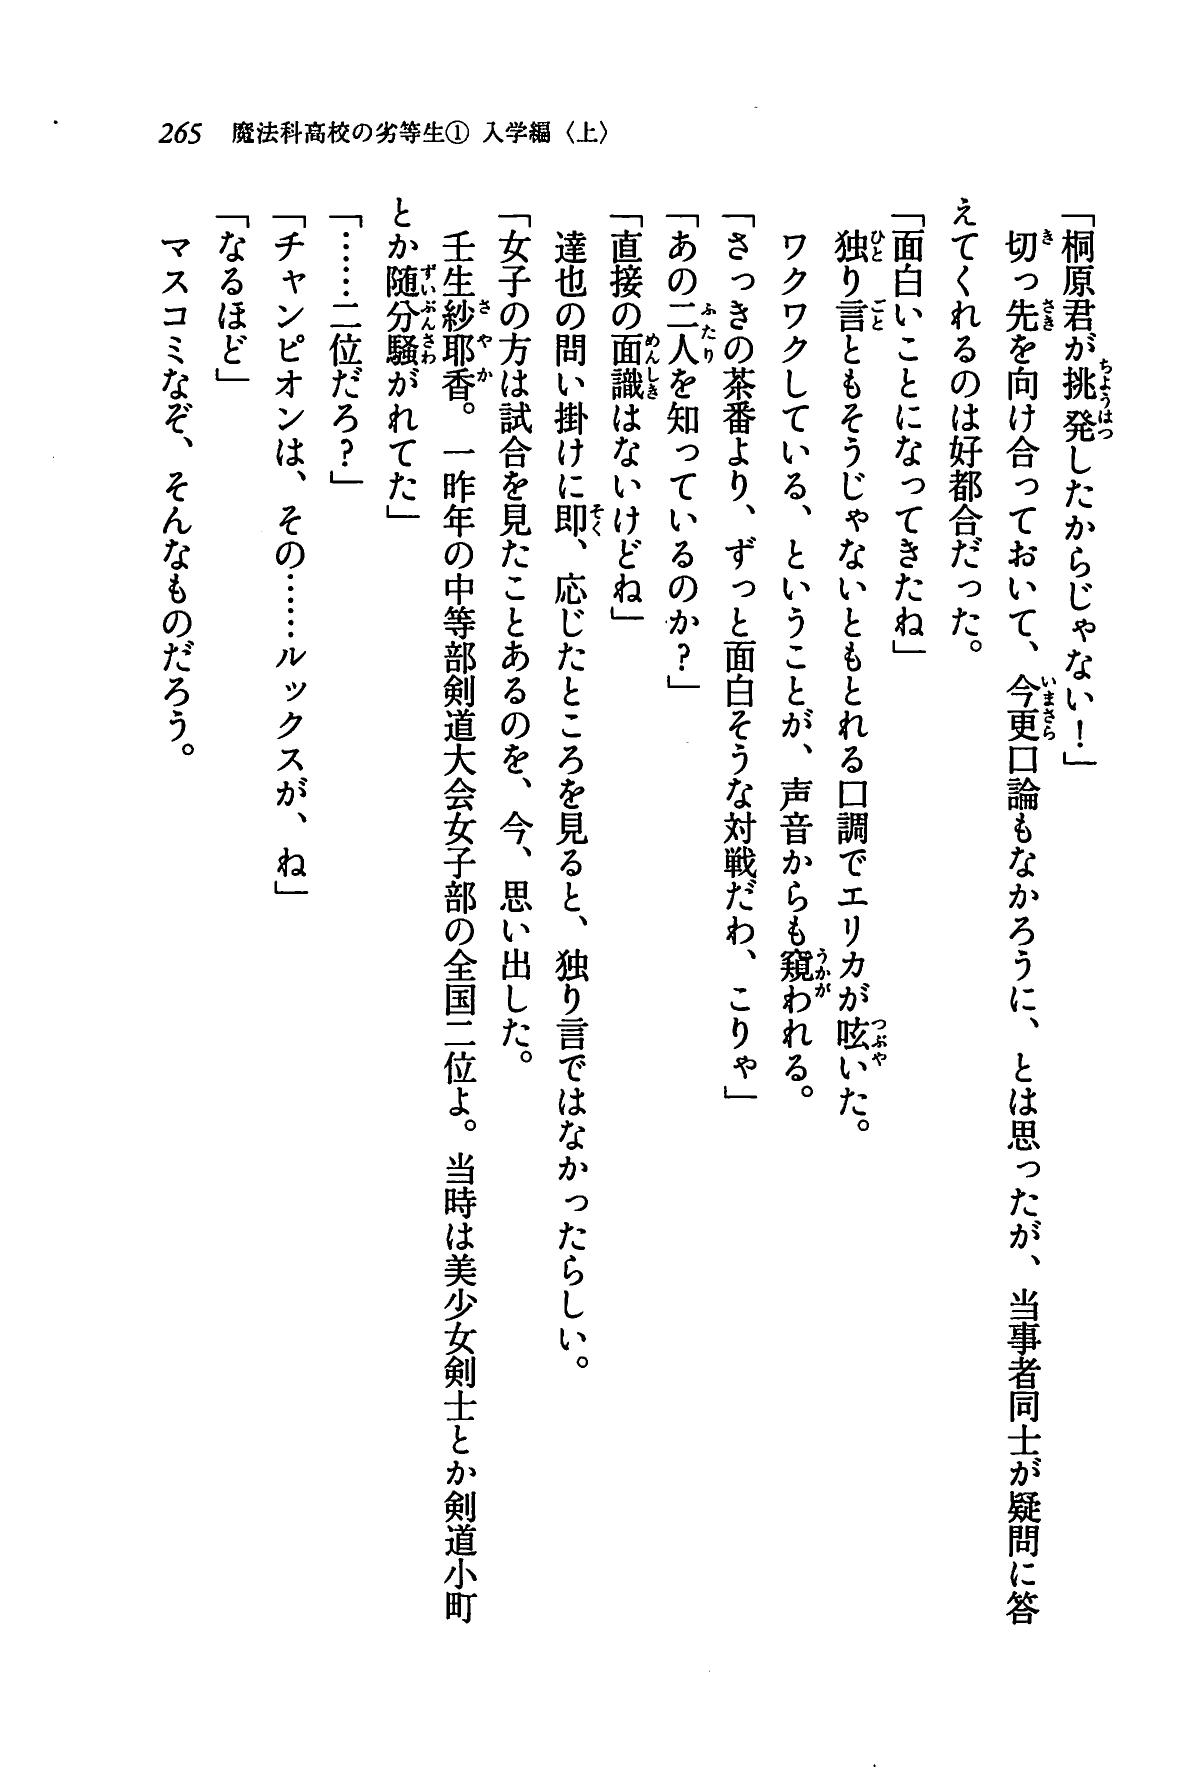 265 魔法科高校の劣等生① 入学編〈上〉
「桐原君が挑発したからじゃない！」
切っ先を向け合っておいて、今更口論もなかろうに、とは思ったが、当事者同士が疑問に答
えてくれるのは好都合だった。
「面白いことになってきたね」
独り言ともそうじゃないともとれる口調でエリカが呟いた。
ワクワクしている、ということが、声音からも窺われる。
「さっきの茶番より、ずっと面白そうな対戦だわ、こりゃ」
「あの二人を知っているのか？」
「直接の面識はないけどね」
達也の問い掛けに即、応じたところを見ると、独り言ではなかったらしい。
「女子の方は試合を見たことあるのを、今、思い出した。
壬生紗耶香。一昨年の中等部剣道大会女子部の全国二位よ。当時は美少女剣士とか剣道小町
とか随分騒がれてた」
「……二位だろ？」
「チャンピオンは、その……ルックスが、ね」
「なるほど」
マスコミなぞ、そんなものだろう。